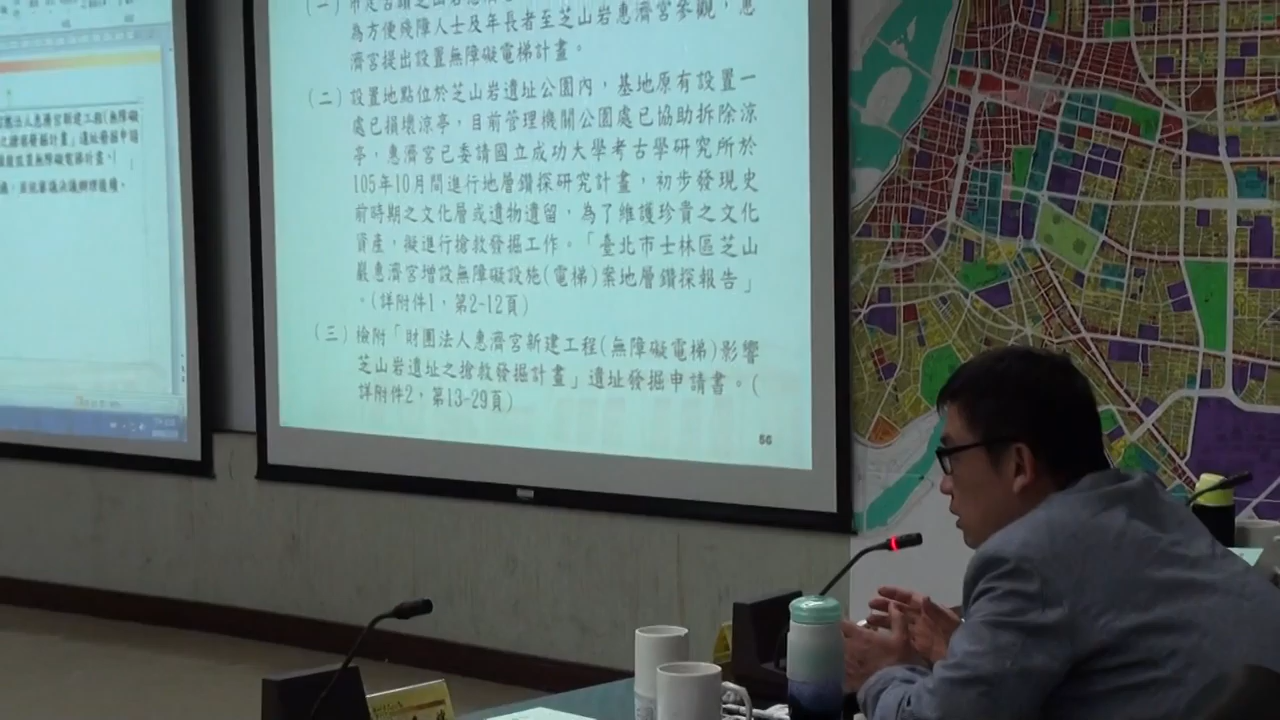 為方便殘障人士及年長者至芝山岩惠濟宮參觀,惠
濟宮提出設置無障礙電梯計畫。
(二)設置地點位於芝山岩遺址公園內,基地原有設置一
處已損壞涼亭,目前管理機關公園處已協助拆除涼
亭,惠濟宮已委請國立成功大學考古學研究所於
105年10月間進行地層鑽探研究計畫,初步發現史
前時期之文化層或遺物遺留,為了維護珍貴之文化
資產,擬進行搶救發掘工作。「臺北市士林區芝山
巖惠濟宮增設無障礙設施(電梯)案地層鑽探報告」
。(詳附件1,第2-12頁)
(三)檢附「財團法人惠濟宮新建工程(無障礙電梯)影響
芝山岩遺址之搶救發掘計畫」遺址發掘申請書。(
詳附件2,第13-29頁)
56